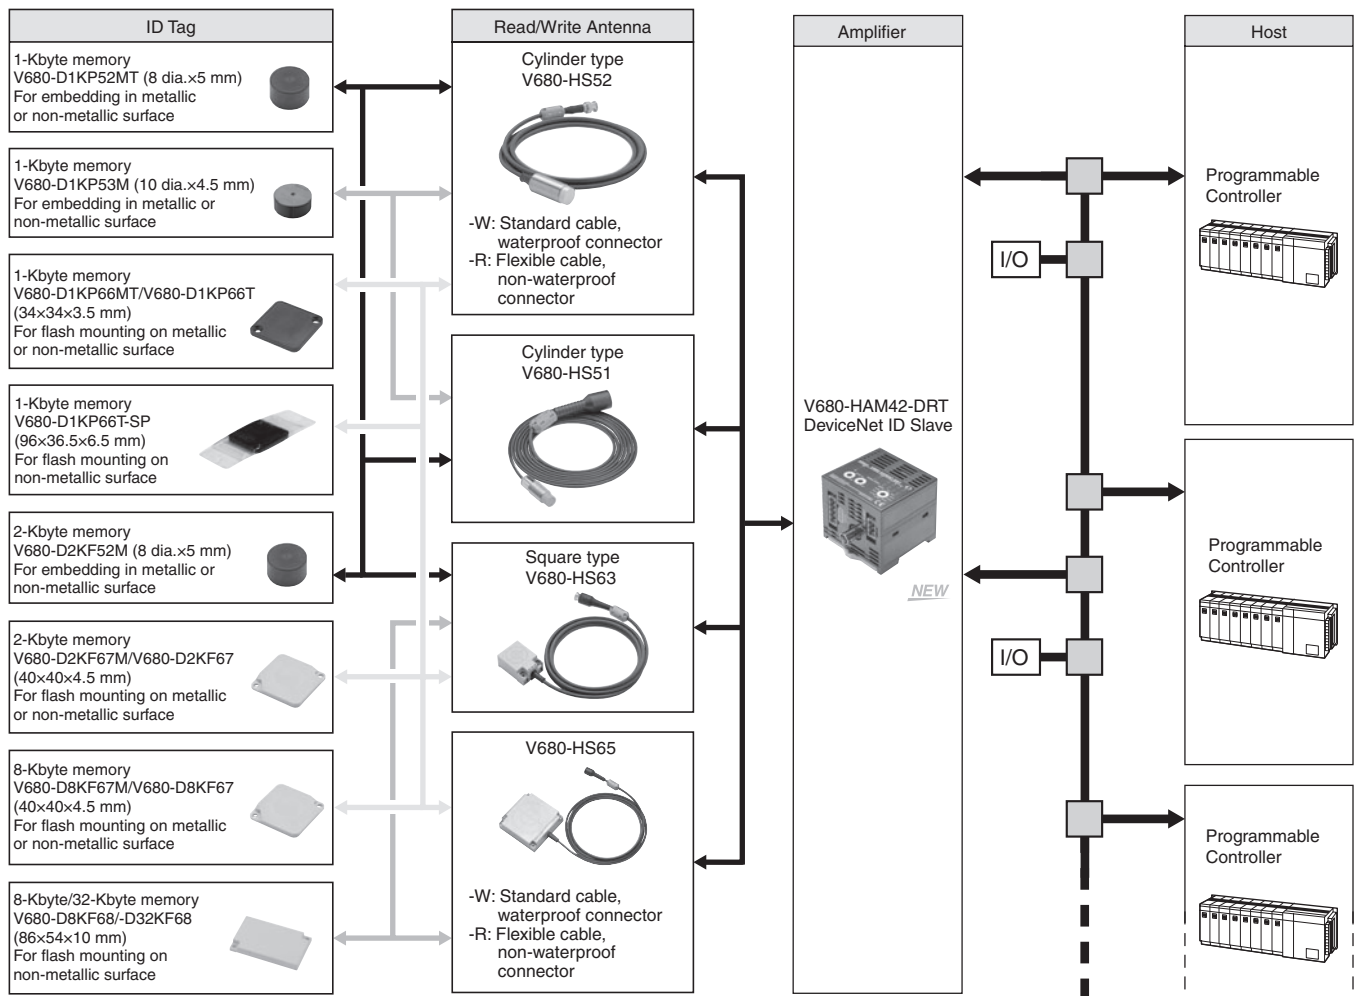 ID Tag
1-Kbyte memory
V680-D1KP52MT (8 dia.×5 mm)
For embedding in metallic
or non-metallic surface
1-Kbyte memory
V680-D1KP53M (10 dia.×4.5 mm)
For embedding in metallic or
non-metallic surface
1-Kbyte memory
V680-D1KP66MT/V680-D1KP66T
(34×34×3.5 mm)
For flash mounting on metallic
or non-metallic surface
1-Kbyte memory
V680-D1KP66T-SP
(96×36.5×6.5 mm)
For flash mounting on
non-metallic surface
2-Kbyte memory
V680-D2KF52M (8 dia.×5 mm)
For embedding in metallic or
non-metallic surface
2-Kbyte memory
V680-D2KF67M/V680-D2KF67
(40×40×4.5 mm)
For flash mounting on metallic
or non-metallic surface
8-Kbyte memory
V680-D8KF67M/V680-D8KF67
(40×40×4.5 mm)
For flash mounting on metallic
or non-metallic surface
8-Kbyte/32-Kbyte memory
V680-D8KF68/-D32KF68
(86×54×10 mm)
For flash mounting on
non-metallic surface
Read/Write Antenna
Cylinder type
V680-HS52
-W: Standard cable,
waterproof connector
-R: Flexible cable,
non-waterproof
connector
Cylinder type
V680-HS51
Square type
V680-HS63
V680-HS65
-W: Standard cable,
waterproof connector
-R: Flexible cable,
non-waterproof
connector
Amplifier
V680-HAM42-DRT
DeviceNet ID Slave
NEW
I/O
I/O
Host
Programmable
Controller
Programmable
Controller
Programmable
Controller